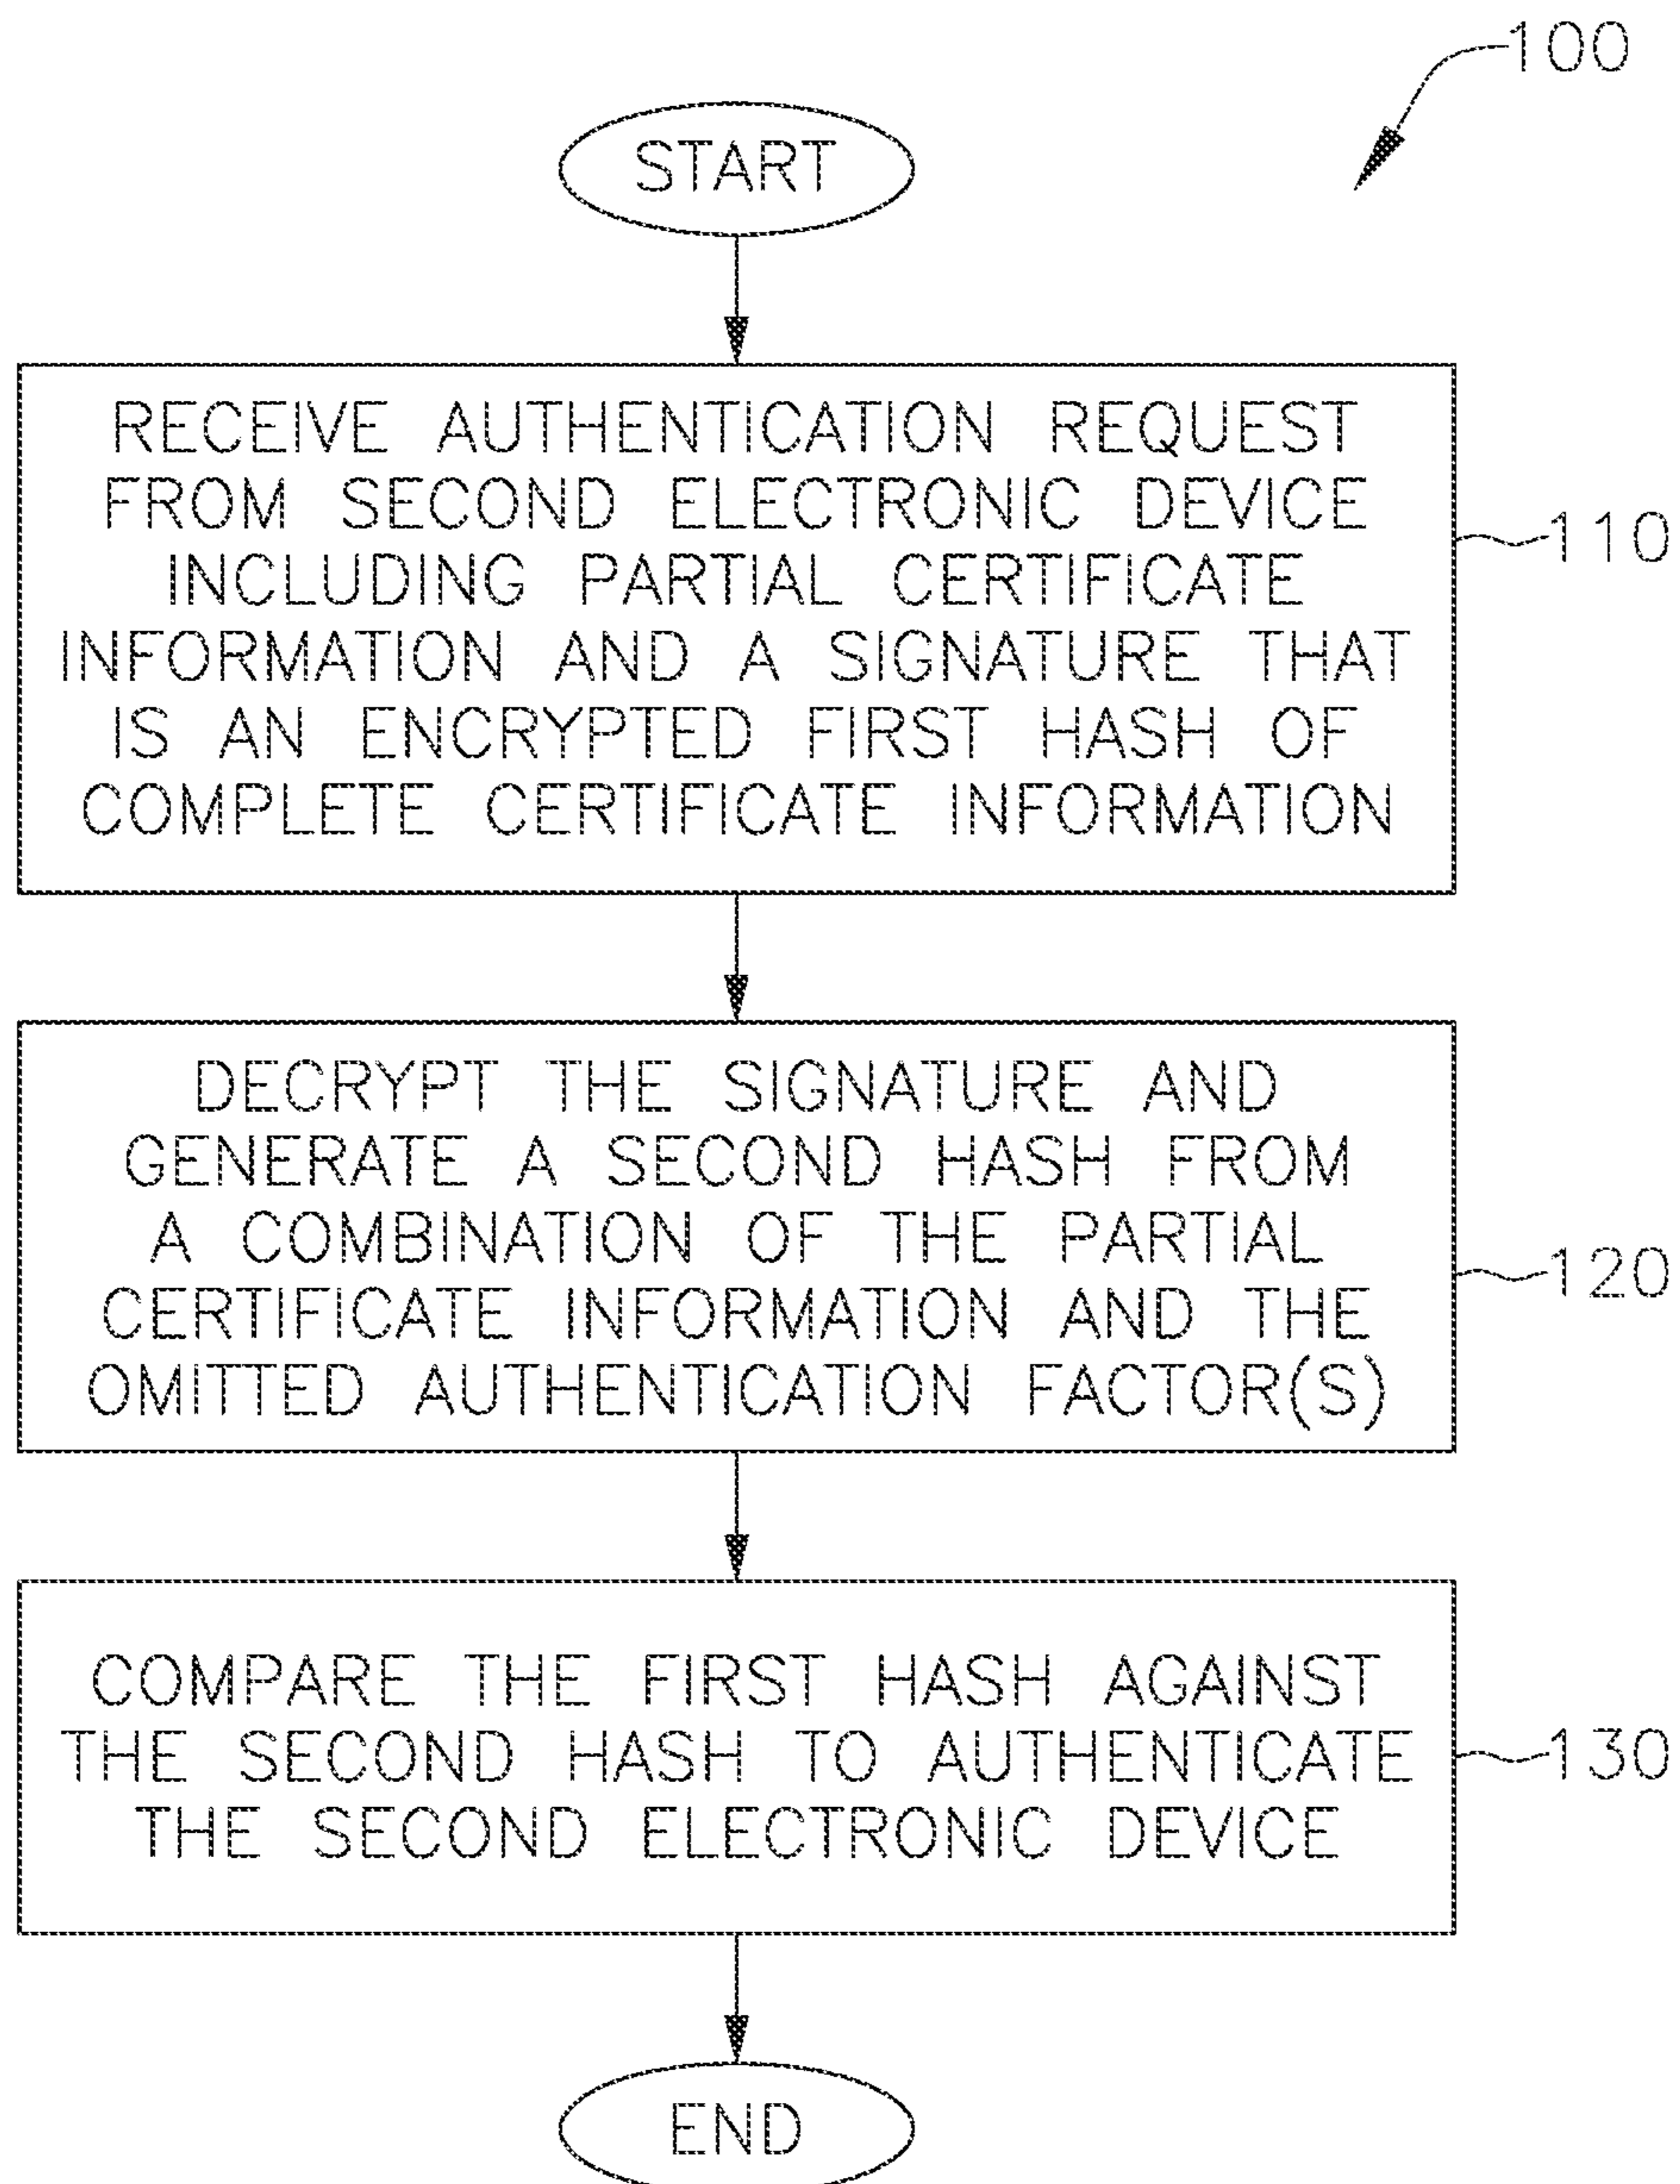 100
START
RECEIVE AUTHENTICATION REQUEST
FROM SECOND ELECTRONIC DEVICE
INCLUDING PARTIAL CERTIFICATE
INFORMATION AND A SIGNATURE THAT
IS AN ENCRYPTED FIRST HASH OF
COMPLETE CERTIFICATE INFORMATION
110
DECRYPT THE SIGNATURE AND
GENERATE A SECOND HASH FROM
A COMBINATION OF THE PARTIAL
CERTIFICATE INFORMATION AND THE
OMITTED AUTHENTICATION FACTOR(S)
120
COMPARE THE FIRST HASH AGAINST
THE SECOND HASH TO AUTHENTICATE
THE SECOND ELECTRONIC DEVICE
130
END